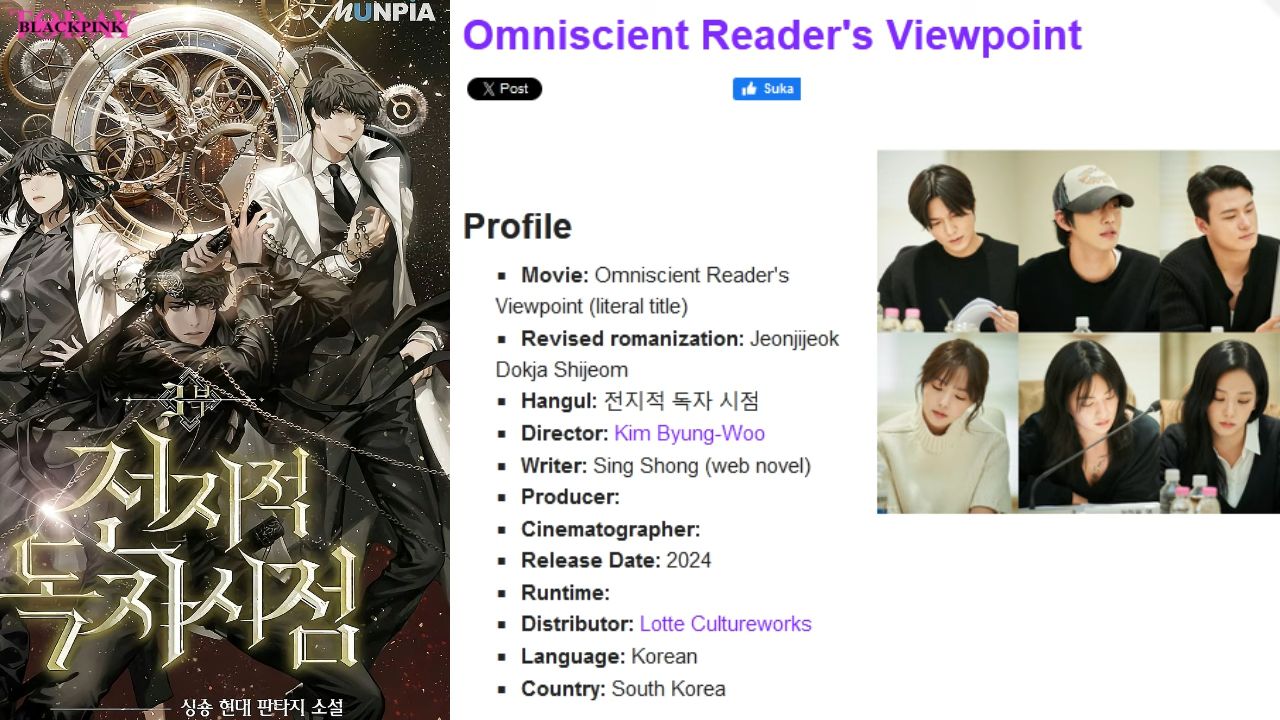 TODAY
BLACKPINK
MUNPIA
1부
전지적
독자시점
싱숑 현대 판타지 소설
Omniscient Reader's Viewpoint
X Post
Suka
Profile
Movie: Omniscient Reader's
Viewpoint (literal title)
Revised romanization: Jeonjijeok
Dokja Shijeom
Hangul: 전지적 독자 시점
Director: Kim Byung-Woo
Writer: Sing Shong (web novel)
Producer:
Cinematographer:
Release Date: 2024
Runtime:
Distributor: Lotte Cultureworks
Language: Korean
Country: South Korea